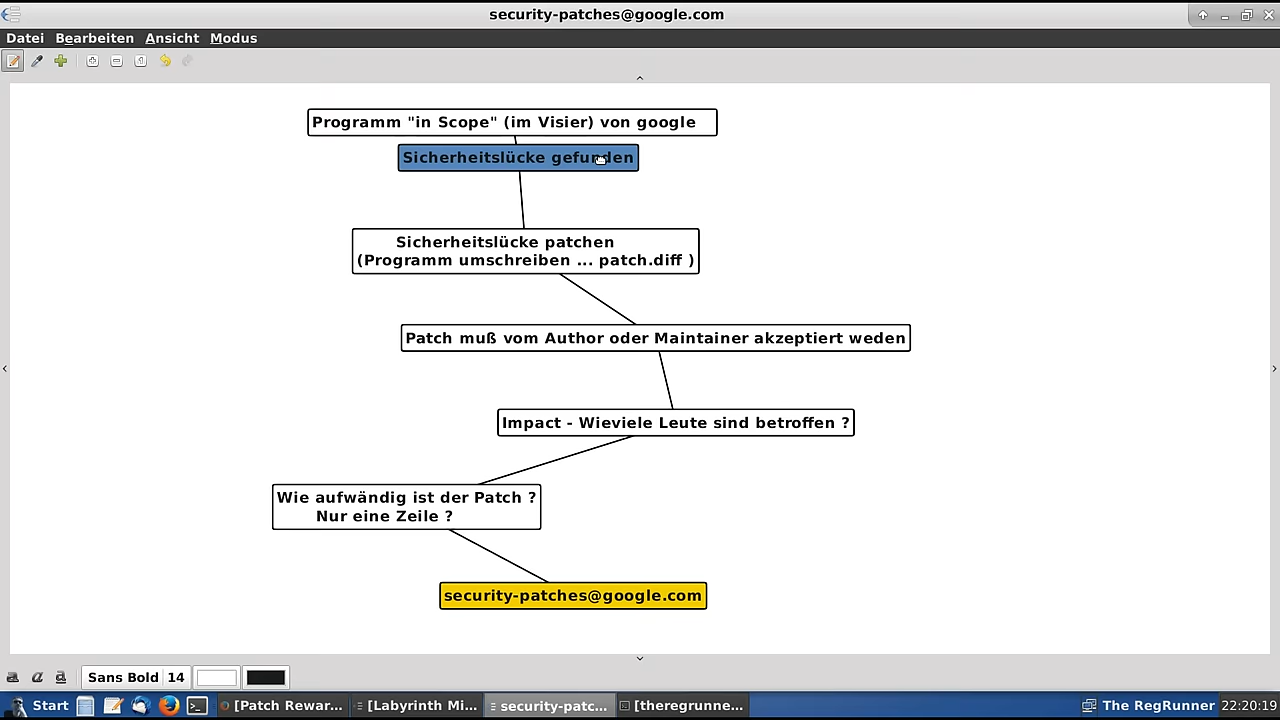 security-patches@google.com
Datei Bearbeiten Ansicht Modus
Programm "in Scope" (im Visier) von google
Sicherheitslücke gefunden
Sicherheitslücke patchen
(Programm umschreiben ... patch.diff )
Patch muß vom Author oder Maintainer akzeptiert weden
Impact - Wieviele Leute sind betroffen ?
Wie aufwändig ist der Patch ?
Nur eine Zeile ?
security-patches@google.com
a a a Sans Bold 14
Start [Patch Rewar... [Labyrinth Mi... security-patc... [theregrunne... The RegRunner 22:20:19